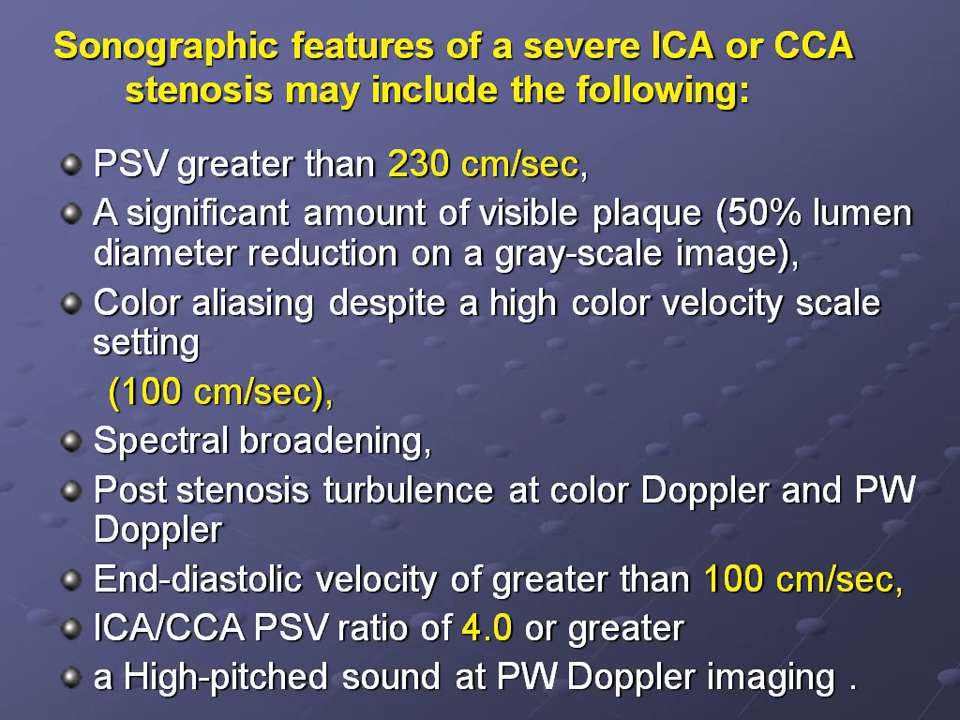 Sonographic features of a severe ICA or CCA
stenosis may include the following:
PSV greater than 230 cm/sec,
A significant amount of visible plaque (50% lumen
diameter reduction on a gray-scale image),
Color aliasing despite a high color velocity scale
setting
(100 cm/sec),
Spectral broadening,
Post stenosis turbulence at color Doppler and PW
Doppler
End-diastolic velocity of greater than 100 cm/sec,
ICA/CCA PSV ratio of 4.0 or greater
a High-pitched sound at PW Doppler imaging .